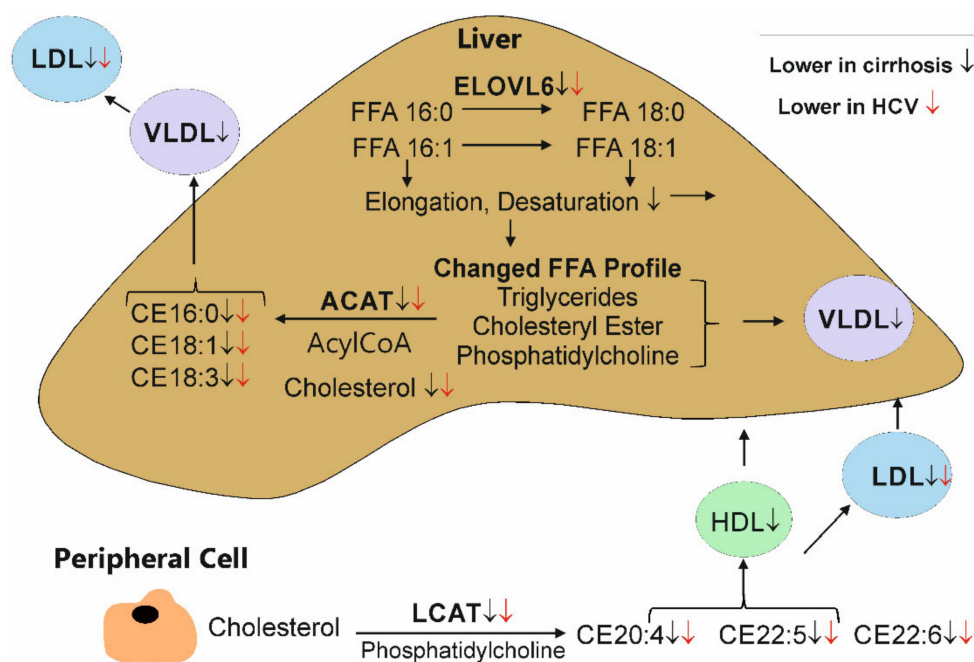 Liver
LDL↓↓
VLDL↓
Lower in cirrhosis ↓
Lower in HCV ↓
ELOVL6↓↓
FFA 16:0 → FFA 18:0
FFA 16:1 → FFA 18:1
Elongation, Desaturation ↓ →
Changed FFA Profile
Triglycerides
Cholesteryl Ester
Phosphatidylcholine
VLDL↓
ACAT↓↓
AcylCoA
Cholesterol ↓↓
CE16:0↓↓
CE18:1↓↓
CE18:3↓↓
HDL↓
LDL↓↓
Peripheral Cell
Cholesterol
LCAT↓↓
Phosphatidylcholine
CE20:4↓↓ CE22:5↓↓ CE22:6↓↓